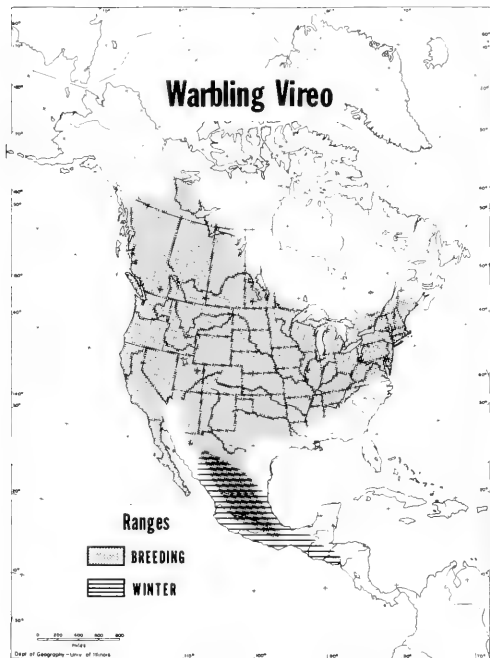 Warbling Vireo
Ranges
BREEDING
WINTER
0 200 400 600 800
MILES
Dept of Geography - Univ of Illinois